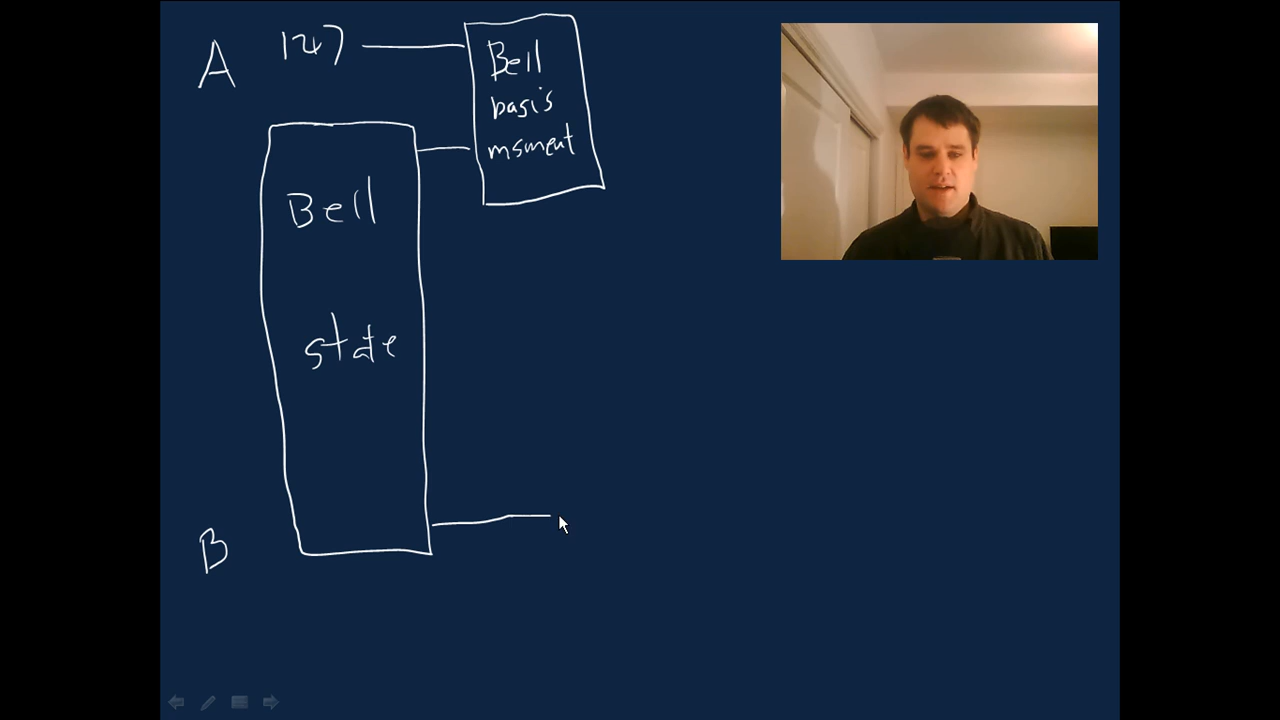 A
|ψ⟩
Bell
basis
msment
Bell
state
B